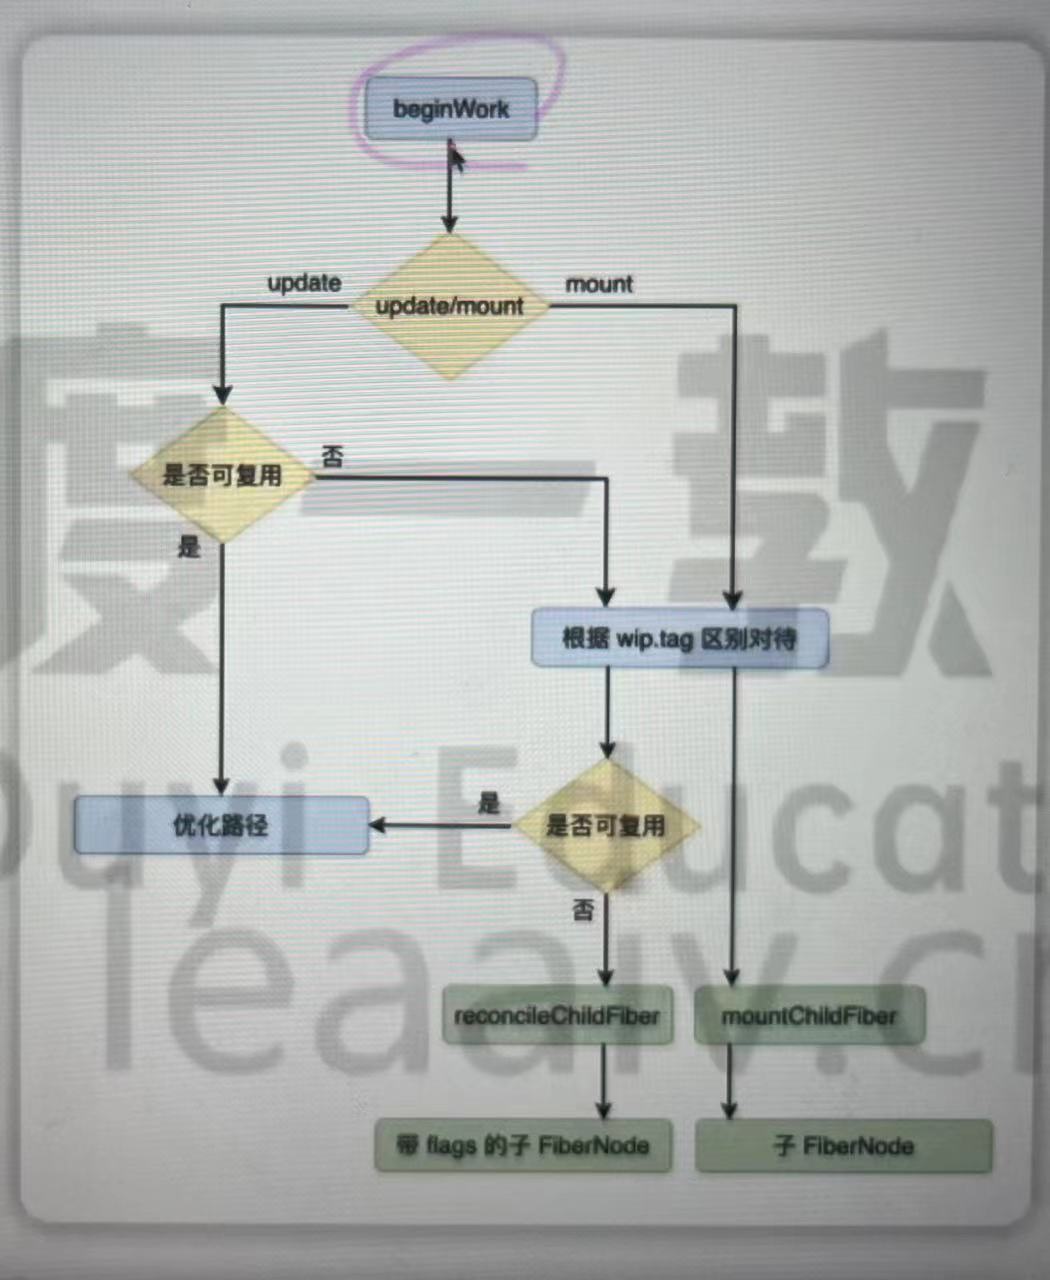 beginWork
update
mount
update/mount
是否可复用
否
是
根据 wip.tag 区别对待
优化路径
是
是否可复用
否
reconcileChildFiber
mountChildFiber
带 flags 的子 FiberNode
子 FiberNode
度一教
ouyi Educat